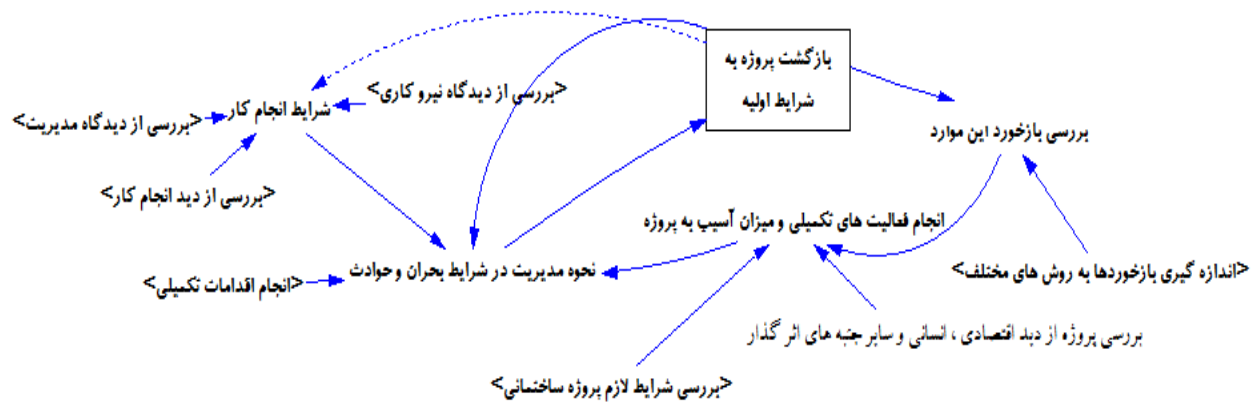 بازگشت پروژه به
شرایط اولیه
<بررسی از دیدگاه نیرو کاری>
شرایط انجام کار
<بررسی از دیدگاه مدیریت>
بررسی بازخورد این موارد
<بررسی از دید انجام کار>
انجام فعالیت های تکمیلی و میزان آسیب به پروژه
نحوه مدیریت در شرایط بحران و حوادث
<اندازه گیری بازخوردها به روش های مختلف>
<انجام اقدامات تکمیلی>
بررسی پروژه از دید اقتصادی ، انسانی و سایر جنبه های اثر گذار
<بررسی شرایط لازم پروژه ساختمانی>